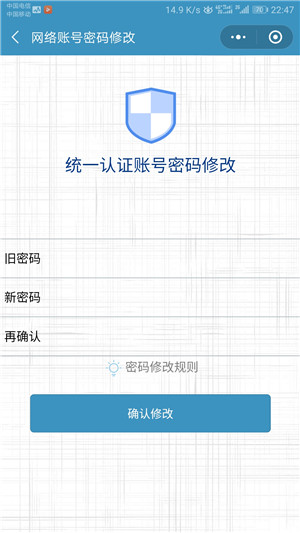 中国电信
中国移动
14.9 K/s 22:47
网络账号密码修改
统一认证账号密码修改
旧密码
新密码
再确认
密码修改规则
确认修改